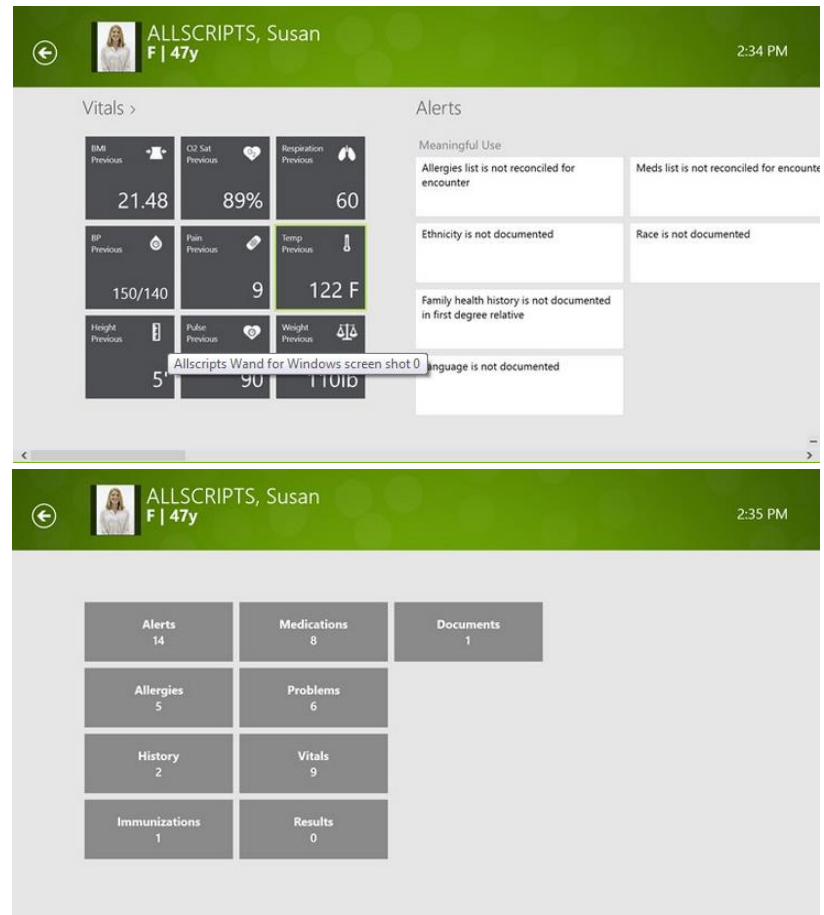 ALLSCRIPTS, Susan
F | 47y
2:34 PM
Vitals >
Alerts
Meaningful Use
BMI
Previous
21.48
O2 Sat
Previous
89%
Respiration
Previous
60
BP
Previous
150/140
Pain
Previous
9
Temp
Previous
122 F
Height
Previous
5'
Pulse
Previous
90
Weight
Previous
110lb
Allscripts Wand for Windows screen shot 0
Allergies list is not reconciled for
encounter
Meds list is not reconciled for encounte
Ethnicity is not documented
Race is not documented
Family health history is not documented
in first degree relative
anguage is not documented
ALLSCRIPTS, Susan
F | 47y
2:35 PM
Alerts
14
Medications
8
Documents
1
Allergies
5
Problems
6
History
2
Vitals
9
Immunizations
1
Results
0